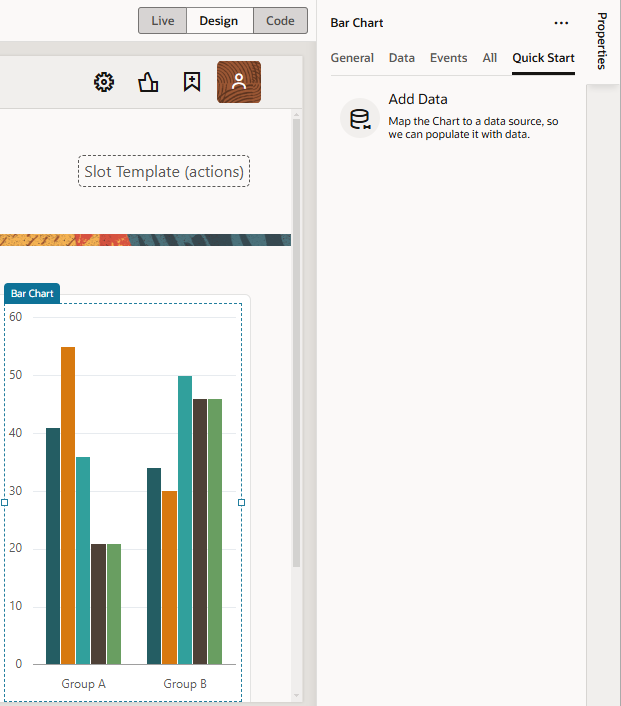 Live Design Code
Bar Chart ...
Properties
General Data Events All Quick Start
Add Data
Map the Chart to a data source, so
we can populate it with data.
Slot Template (actions)
Bar Chart
60
50
40
30
20
10
0
Group A Group B